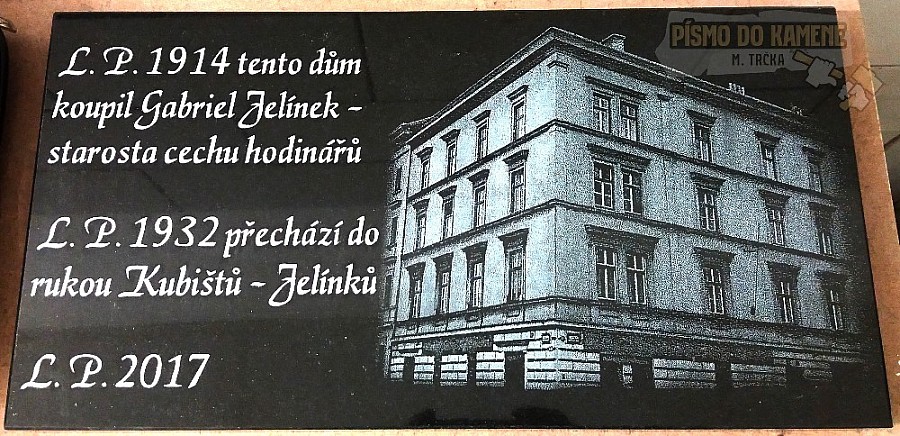 L. P. 1914 tento dům
koupil Gabriel Jelínek -
starosta cechu hodinářů
L. P. 1932 přechází do
rukou Kubištů - Jelínků
L. P. 2017
PÍSMO DO KAMENE
M. TRČKA